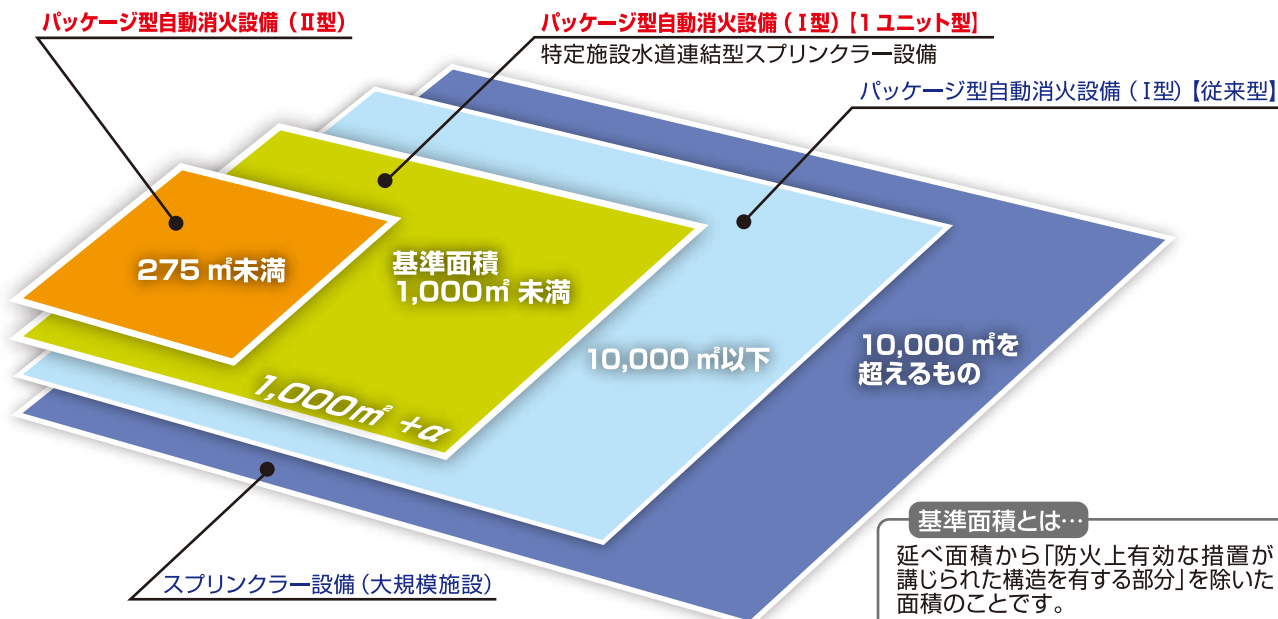 パッケージ型自動消火設備（Ⅱ型）
パッケージ型自動消火設備（Ⅰ型）【1ユニット型】
特定施設水道連結型スプリンクラー設備
パッケージ型自動消火設備（Ⅰ型）【従来型】
275㎡未満
基準面積
1,000㎡未満
1,000㎡+α
10,000㎡以下
10,000㎡を
超えるもの
スプリンクラー設備（大規模施設）
基準面積とは…
延べ面積から「防火上有効な措置が
講じられた構造を有する部分」を除いた
面積のことです。